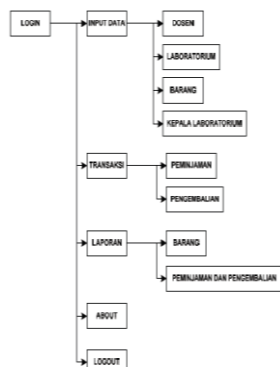 LOGIN
INPUT DATA
DOSEN
LABORATORIUM
BARANG
KEPALA LABORATORIUM
TRANSAKSI
PEMINJAMAN
PENGEMBALIAN
LAPORAN
BARANG
PEMINJAMAN DAN PENGEMBALIAN
ABOUT
LOGOUT